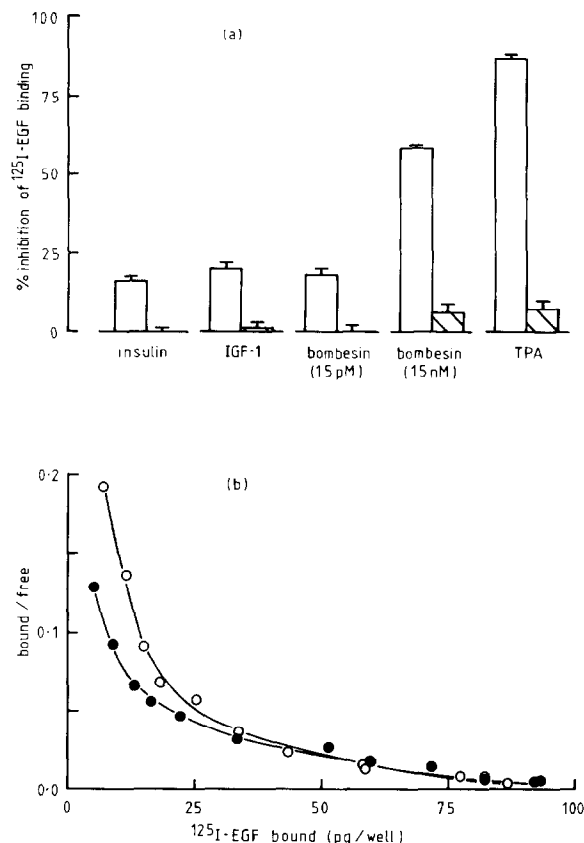 100
(a)
75
50
25
0
% inhibition of ¹²⁵I-EGF binding
insulin
IGF-1
bombesin
(15 pM)
bombesin
(15 nM)
TPA
0·2
(b)
0·1
0·0
bound / free
0
25
50
75
100
¹²⁵I-EGF bound (pg/well)